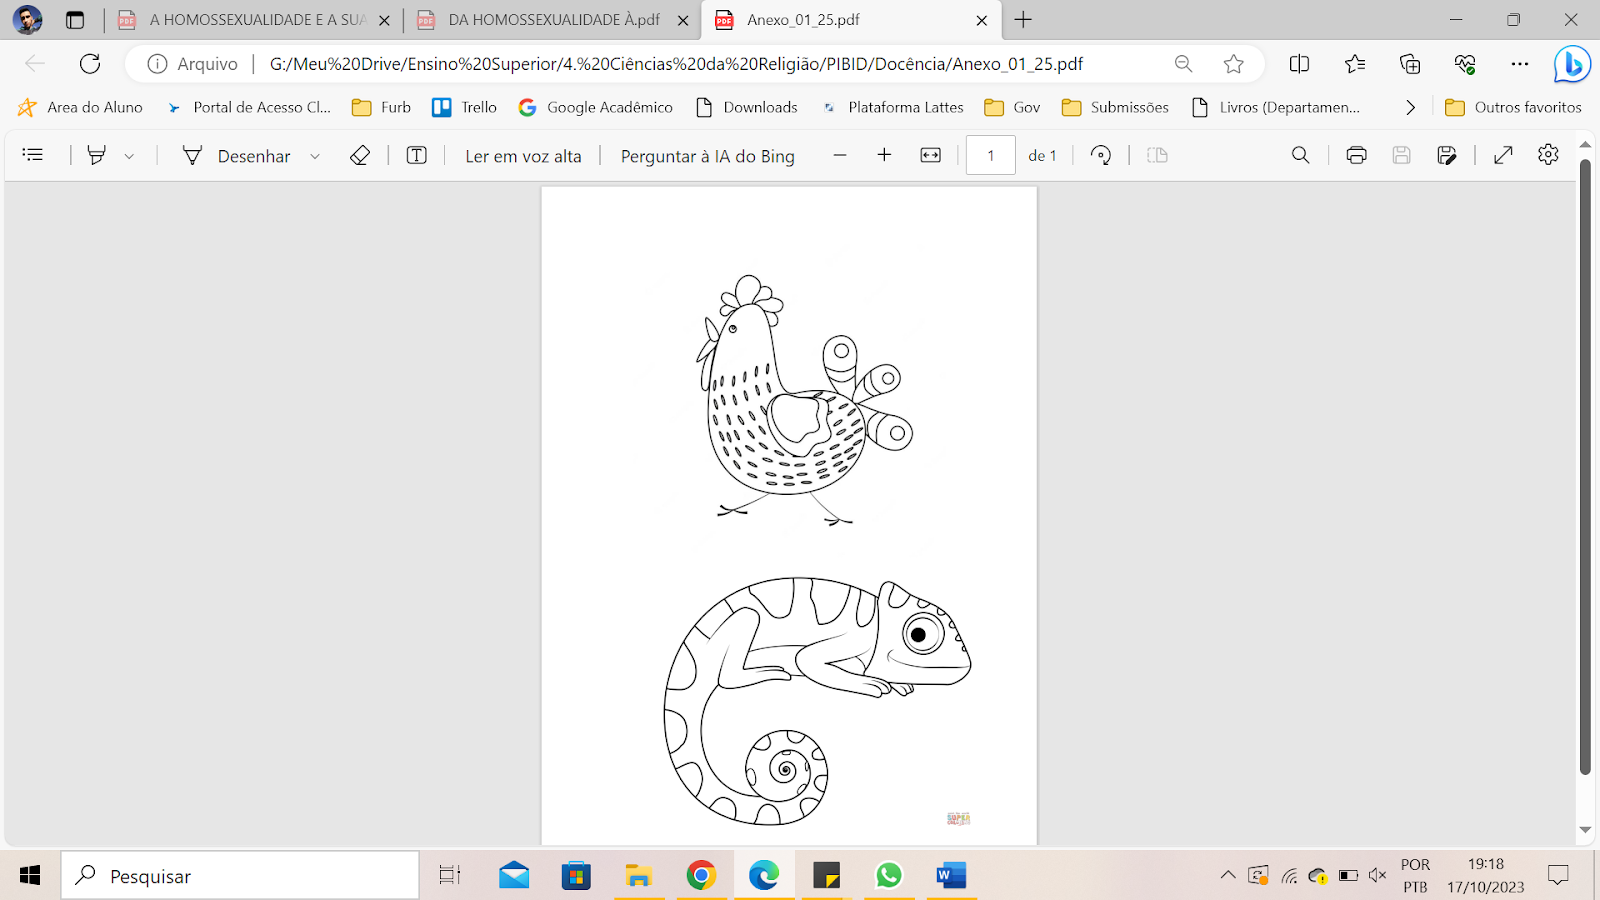 A HOMOSSEXUALIDADE E A SUA
DA HOMOSSEXUALIDADE À.pdf
Anexo_01_25.pdf
Arquivo
G:/Meu%20Drive/Ensino%20Superior/4.%20Ciências%20da%20Religião/PIBID/Docência/Anexo_01_25.pdf
Area do Aluno
Portal de Acesso Cl...
Furb
Trello
Google Acadêmico
Downloads
Plataforma Lattes
Gov
Submissões
Livros (Departamen...
Outros favoritos
Desenhar
Ler em voz alta
Perguntar à IA do Bing
1
de 1
SUPER
Pesquisar
POR
PTB
19:18
17/10/2023